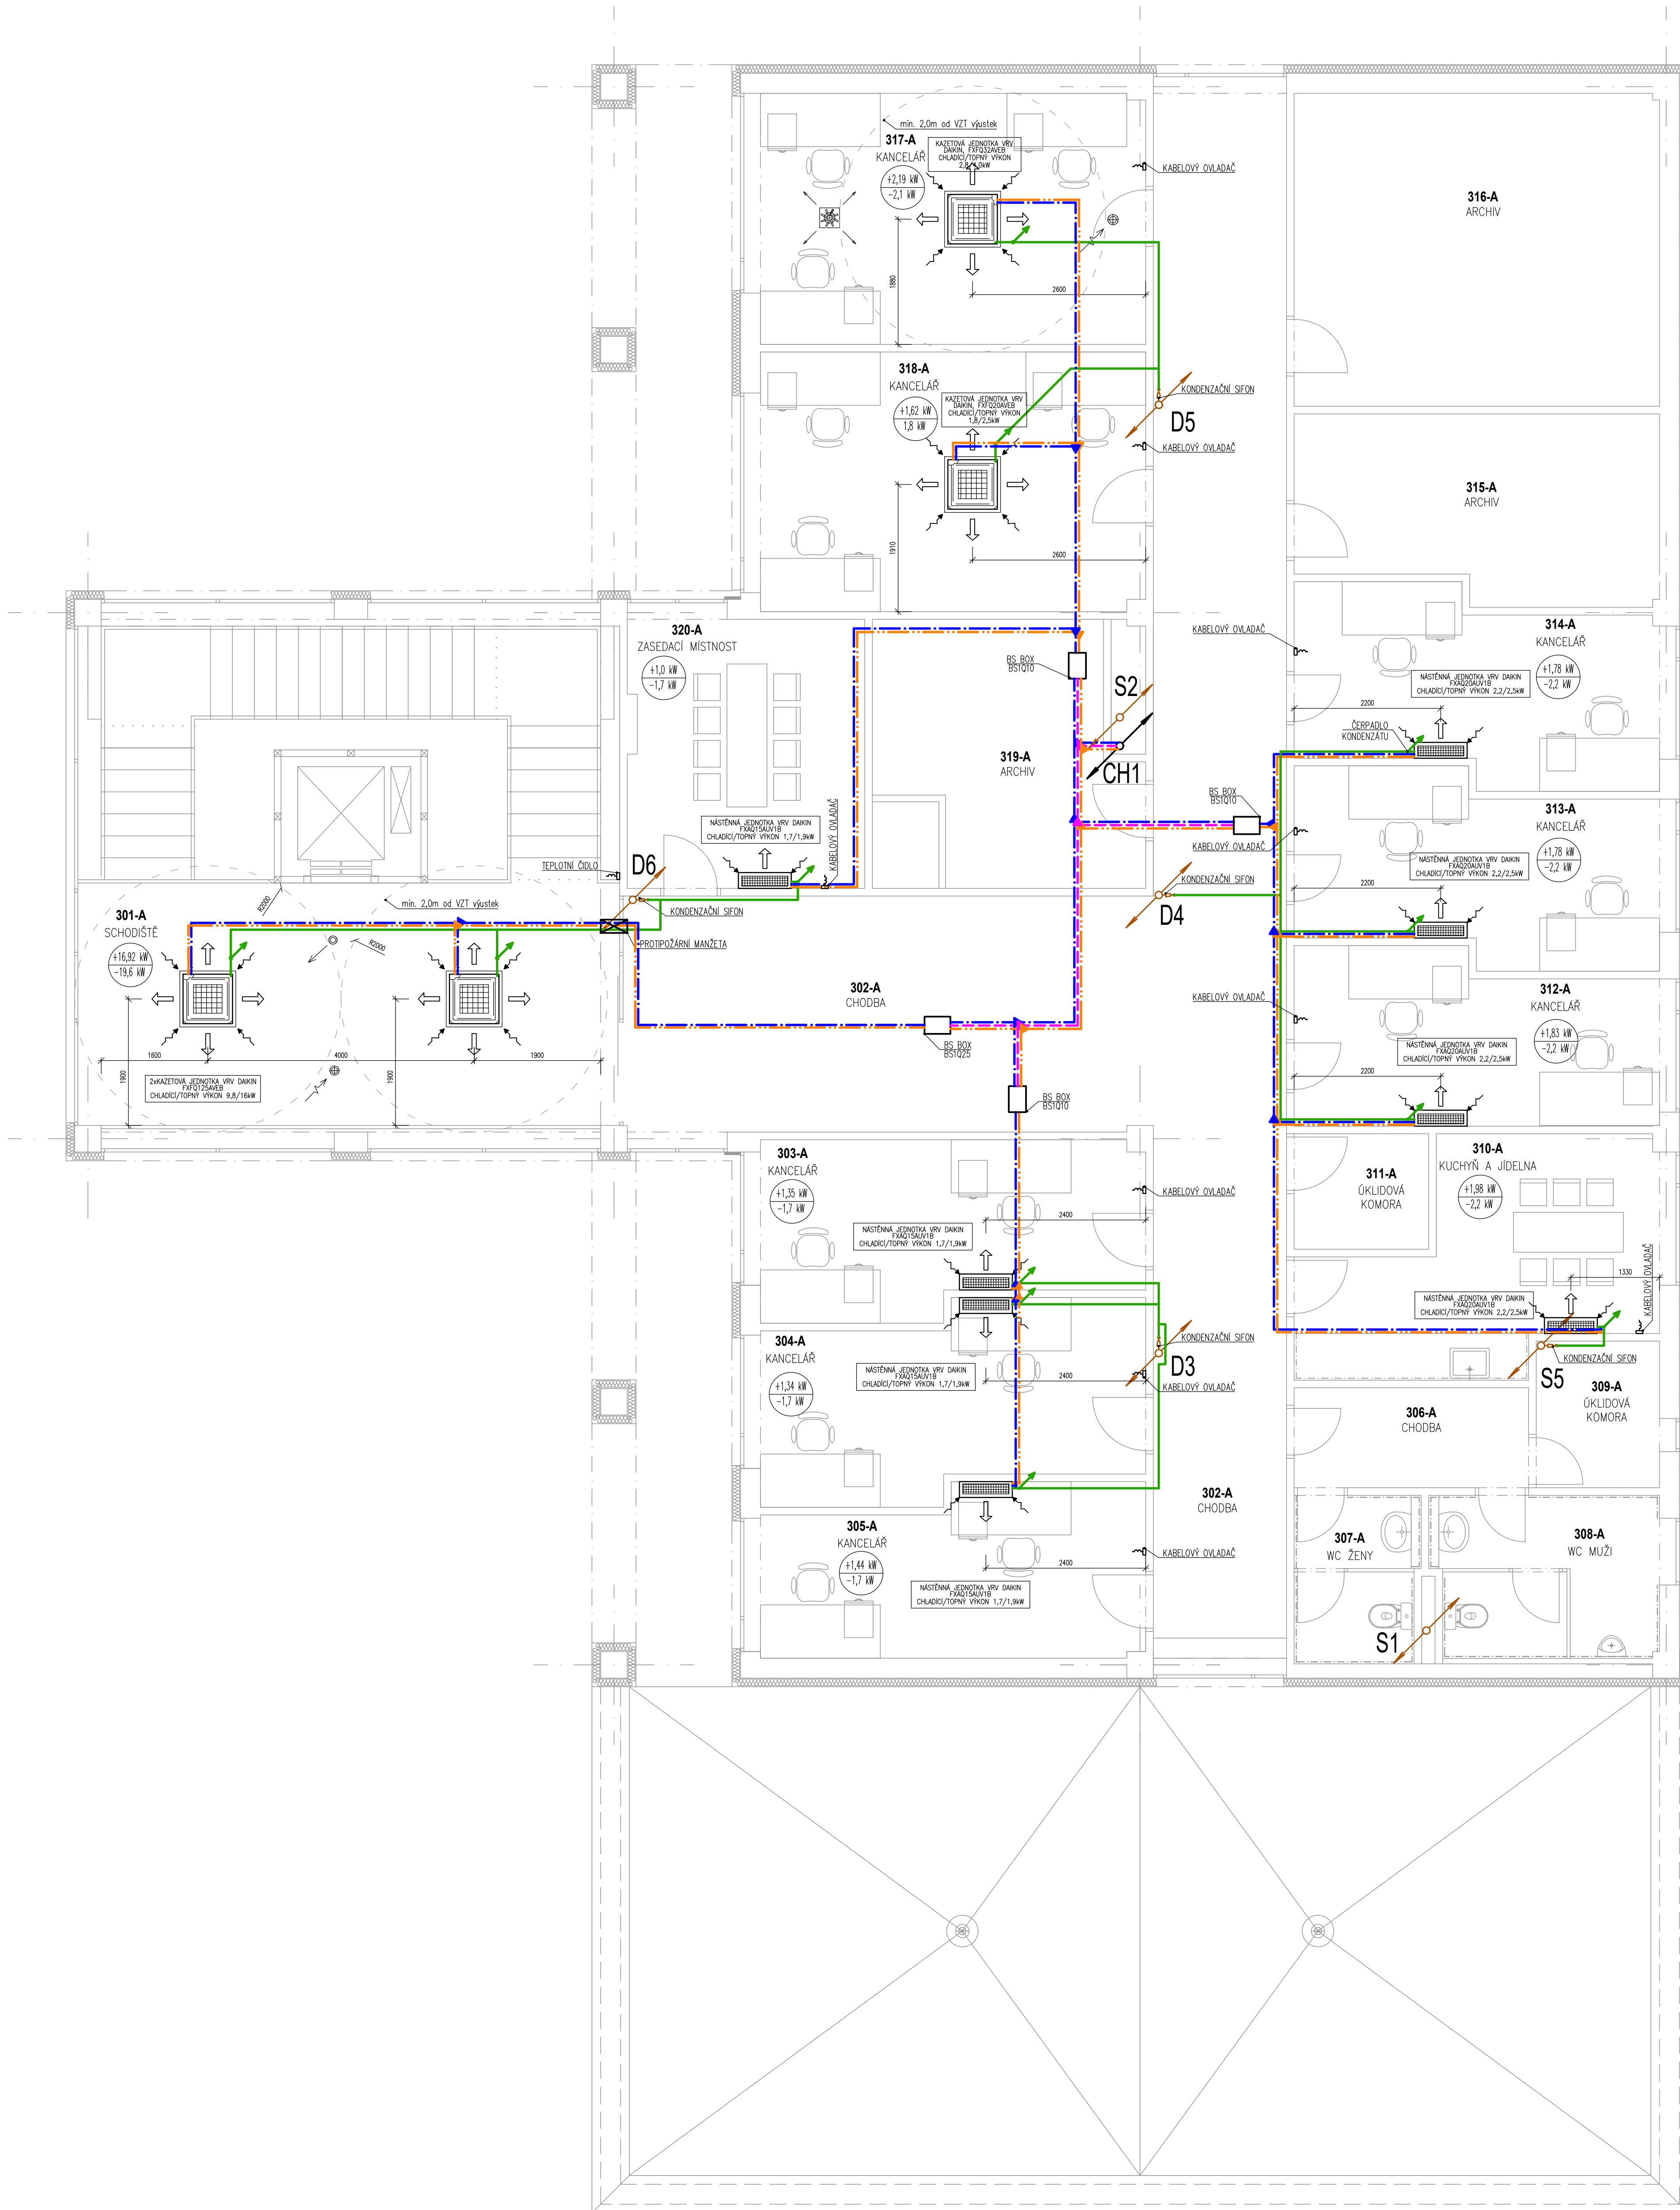 min. 2,0m od VZT výustek
317-A
KANCELÁŘ
+2,19 kW
-2,1 kW
KAZETOVÁ JEDNOTKA VRV
DAIKIN, FXFQ32AVEB
CHLADÍCÍ/TOPNÝ VÝKON
KABELOVÝ OVLADAČ
1880
2600
316-A
ARCHIV
318-A
KANCELÁŘ
+1,62 kW
1,8 kW
KAZETOVÁ JEDNOTKA VRV
DAIKIN, FXFQ20AVEB
CHLADÍCÍ/TOPNÝ VÝKON
1,8/2,5kW
KONDENZAČNÍ SIFON
D5
KABELOVÝ OVLADAČ
1910
2600
315-A
ARCHIV
320-A
ZASEDACÍ MÍSTNOST
+1,0 kW
-1,7 kW
BS BOX
BS1Q10
S2
CH1
319-A
ARCHIV
NÁSTĚNNÁ JEDNOTKA VRV DAIKIN
FXAQ15AUV1B
CHLADÍCÍ/TOPNÝ VÝKON 1,7/1,9kW
KABELOVÝ OVLADAČ
KABELOVÝ OVLADAČ
314-A
KANCELÁŘ
+1,78 kW
-2,2 kW
NÁSTĚNNÁ JEDNOTKA VRV DAIKIN
FXAQ20AUV1B
CHLADÍCÍ/TOPNÝ VÝKON 2,2/2,5kW
2200
ČERPADLO
KONDENZÁTU
BS BOX
BS1Q10
KABELOVÝ OVLADAČ
313-A
KANCELÁŘ
+1,78 kW
-2,2 kW
NÁSTĚNNÁ JEDNOTKA VRV DAIKIN
FXAQ20AUV1B
CHLADÍCÍ/TOPNÝ VÝKON 2,2/2,5kW
2200
TEPLOTNÍ ČIDLO
D6
KONDENZAČNÍ SIFON
PROTIPOŽÁRNÍ MANŽETA
KONDENZAČNÍ SIFON
D4
301-A
SCHODIŠTĚ
+16,92 kW
-19,6 kW
R2000
min. 2,0m od VZT výustek
R2000
1600
4000
1900
1900
1900
2xKAZETOVÁ JEDNOTKA VRV DAIKIN
FXFQ125AVEB
CHLADÍCÍ/TOPNÝ VÝKON 9,8/16kW
302-A
CHODBA
BS BOX
BS1Q25
BS BOX
BS1Q10
KABELOVÝ OVLADAČ
312-A
KANCELÁŘ
+1,83 kW
-2,2 kW
NÁSTĚNNÁ JEDNOTKA VRV DAIKIN
FXAQ20AUV1B
CHLADÍCÍ/TOPNÝ VÝKON 2,2/2,5kW
2200
303-A
KANCELÁŘ
+1,35 kW
-1,7 kW
NÁSTĚNNÁ JEDNOTKA VRV DAIKIN
FXAQ15AUV1B
CHLADÍCÍ/TOPNÝ VÝKON 1,7/1,9kW
KABELOVÝ OVLADAČ
2400
311-A
ÚKLIDOVÁ
KOMORA
310-A
KUCHYŇ A JÍDELNA
+1,98 kW
-2,2 kW
NÁSTĚNNÁ JEDNOTKA VRV DAIKIN
FXAQ20AUV1B
CHLADÍCÍ/TOPNÝ VÝKON 2,2/2,5kW
1330
KABELOVÝ OVLADAČ
304-A
KANCELÁŘ
+1,34 kW
-1,7 kW
NÁSTĚNNÁ JEDNOTKA VRV DAIKIN
FXAQ15AUV1B
CHLADÍCÍ/TOPNÝ VÝKON 1,7/1,9kW
2400
KONDENZAČNÍ SIFON
D3
KABELOVÝ OVLADAČ
KONDENZAČNÍ SIFON
S5
309-A
ÚKLIDOVÁ
KOMORA
306-A
CHODBA
302-A
CHODBA
305-A
KANCELÁŘ
+1,44 kW
-1,7 kW
NÁSTĚNNÁ JEDNOTKA VRV DAIKIN
FXAQ15AUV1B
CHLADÍCÍ/TOPNÝ VÝKON 1,7/1,9kW
KABELOVÝ OVLADAČ
2400
307-A
WC ŽENY
308-A
WC MUŽI
S1